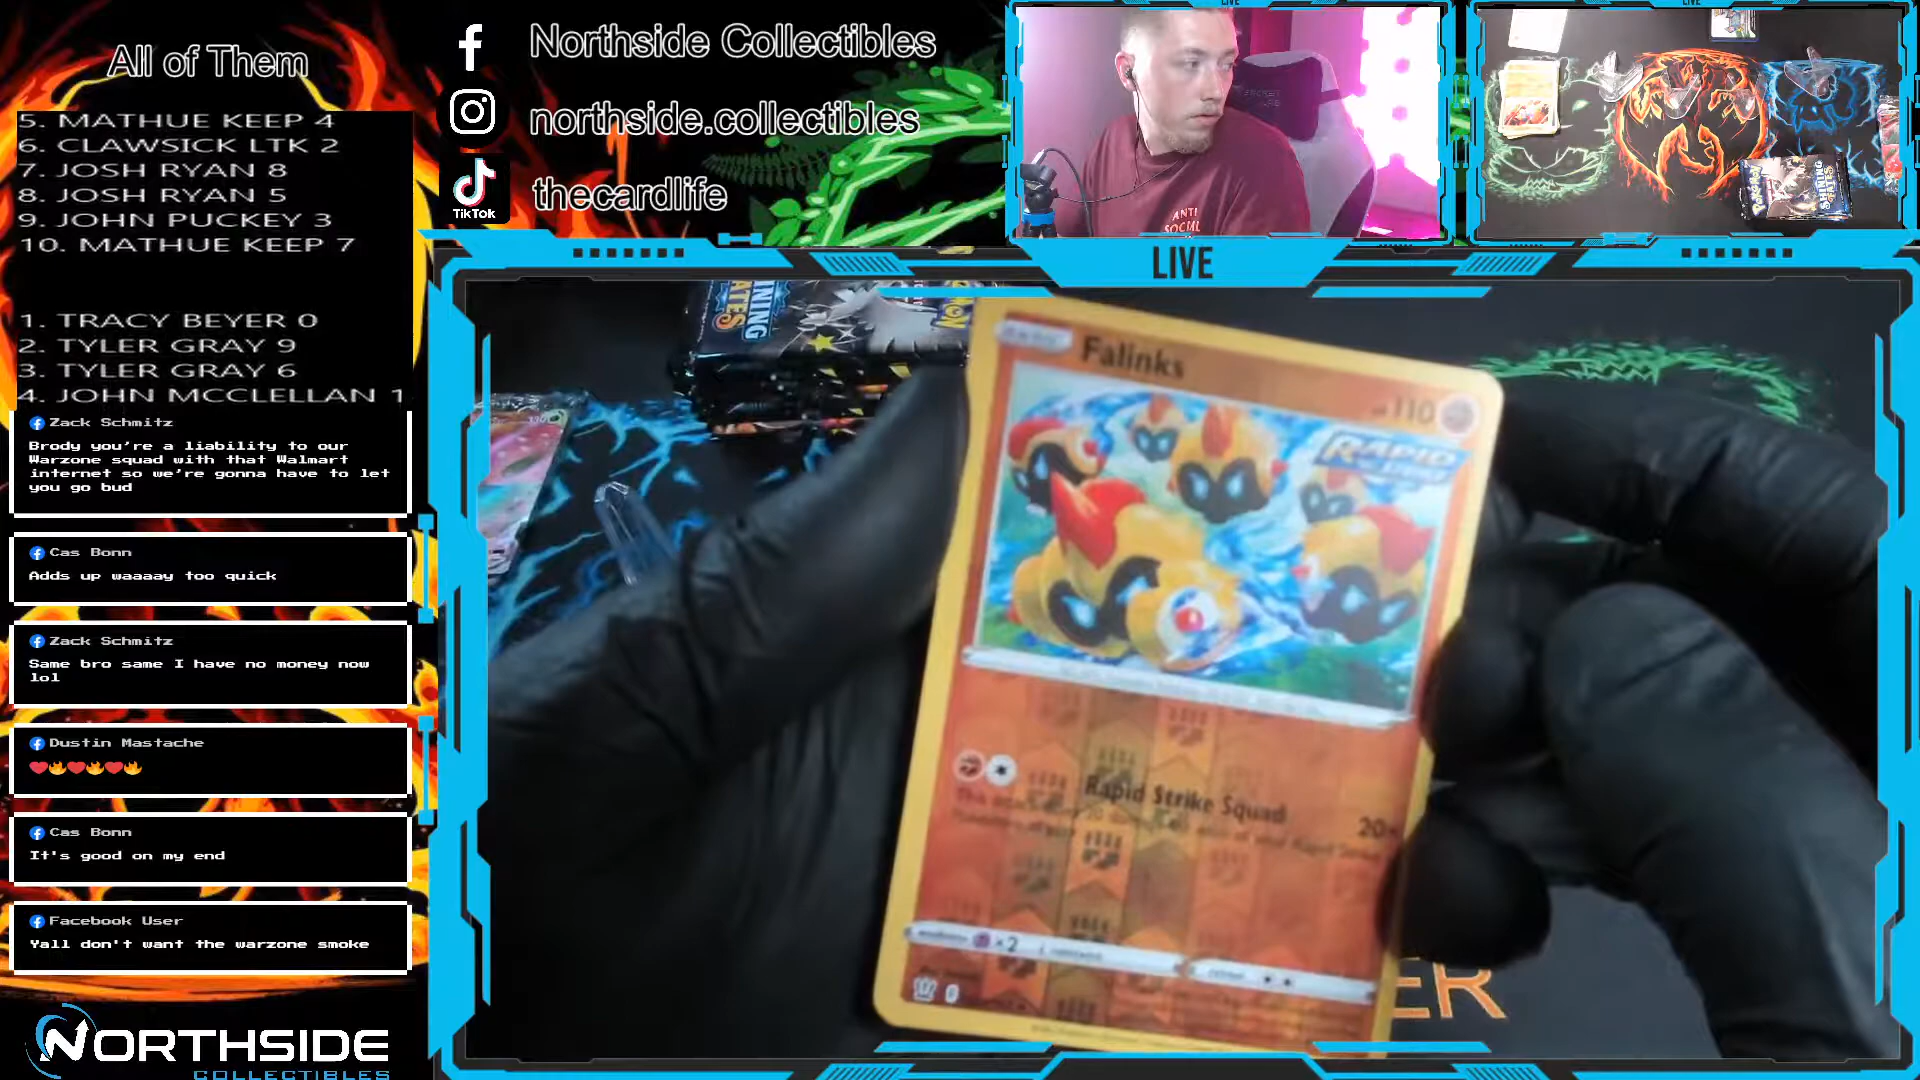 All of Them
5. MATHUE KEEP 4
6. CLAWSICK LTK 2
7. JOSH RYAN 8
8. JOSH RYAN 5
9. JOHN PUCKEY 3
10. MATHUE KEEP 7
1. TRACY BEYER 0
2. TYLER GRAY 9
3. TYLER GRAY 6
4. JOHN MCCLELLAN 1
Zack Schmitz
Brody you're a liability to our
Warzone squad with that Walmart
internet so we're gonna have to let
you go bud
Cas Bonn
Adds up waaaay too quick
Zack Schmitz
Same bro same I have no money now
lol
Dustin Mastache
❤️🔥❤️🔥❤️🔥
Cas Bonn
It's good on my end
Facebook User
Yall don't want the warzone smoke
NORTHSIDE
COLLECTIBLES
Northside Collectibles
northside.collectibles
TikTok
thecardlife
ANTI
SOCIAL
SHINING
FATES
LIVE
Falinks
110
RAPID
Rapid Strike Squad
20
×2
ER